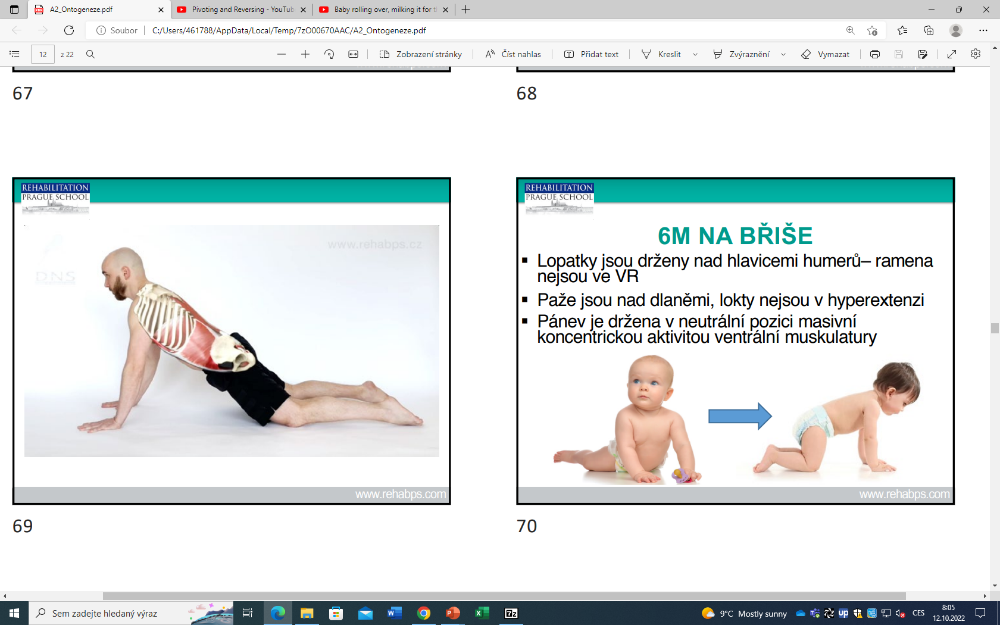 A2_Ontogeneze.pdf
Pivoting and Reversing - YouTub
Baby rolling over, milking it for t
Soubor
C:/Users/461788/AppData/Local/Temp/7zO00670AAC/A2_Ontogeneze.pdf
12
z 22
Zobrazení stránky
Číst nahlas
Přidat text
Kreslit
Zvýraznění
Vymazat
67
68
REHABILITATION
PRAGUE SCHOOL
www.rehabps.cz
DNS
www.rehabps.com
69
REHABILITATION
PRAGUE SCHOOL
6M NA BŘIŠE
▪ Lopatky jsou drženy nad hlavicemi humerů– ramena
nejsou ve VR
▪ Paže jsou nad dlaněmi, lokty nejsou v hyperextenzi
▪ Pánev je držena v neutrální pozici masivní
koncentrickou aktivitou ventrální muskulatury
www.rehabps.com
70
Sem zadejte hledaný výraz
9°C Mostly sunny
CES
8:05
12.10.2022